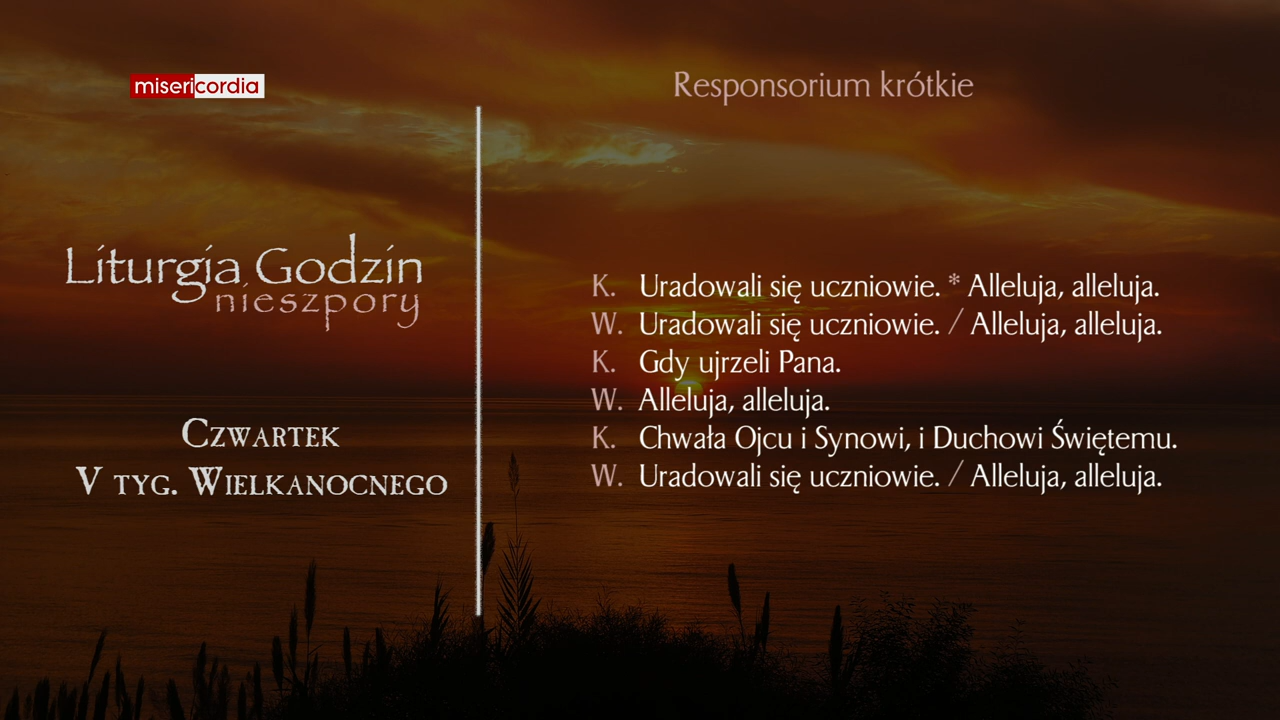 misericordia
Responsorium krótkie
Liturgia Godzin
nieszpory
Czwartek
V tyg. Wielkanocnego
K. Uradowali się uczniowie. * Alleluja, alleluja.
W. Uradowali się uczniowie. / Alleluja, alleluja.
K. Gdy ujrzeli Pana.
W. Alleluja, alleluja.
K. Chwała Ojcu i Synowi, i Duchowi Świętemu.
W. Uradowali się uczniowie. / Alleluja, alleluja.